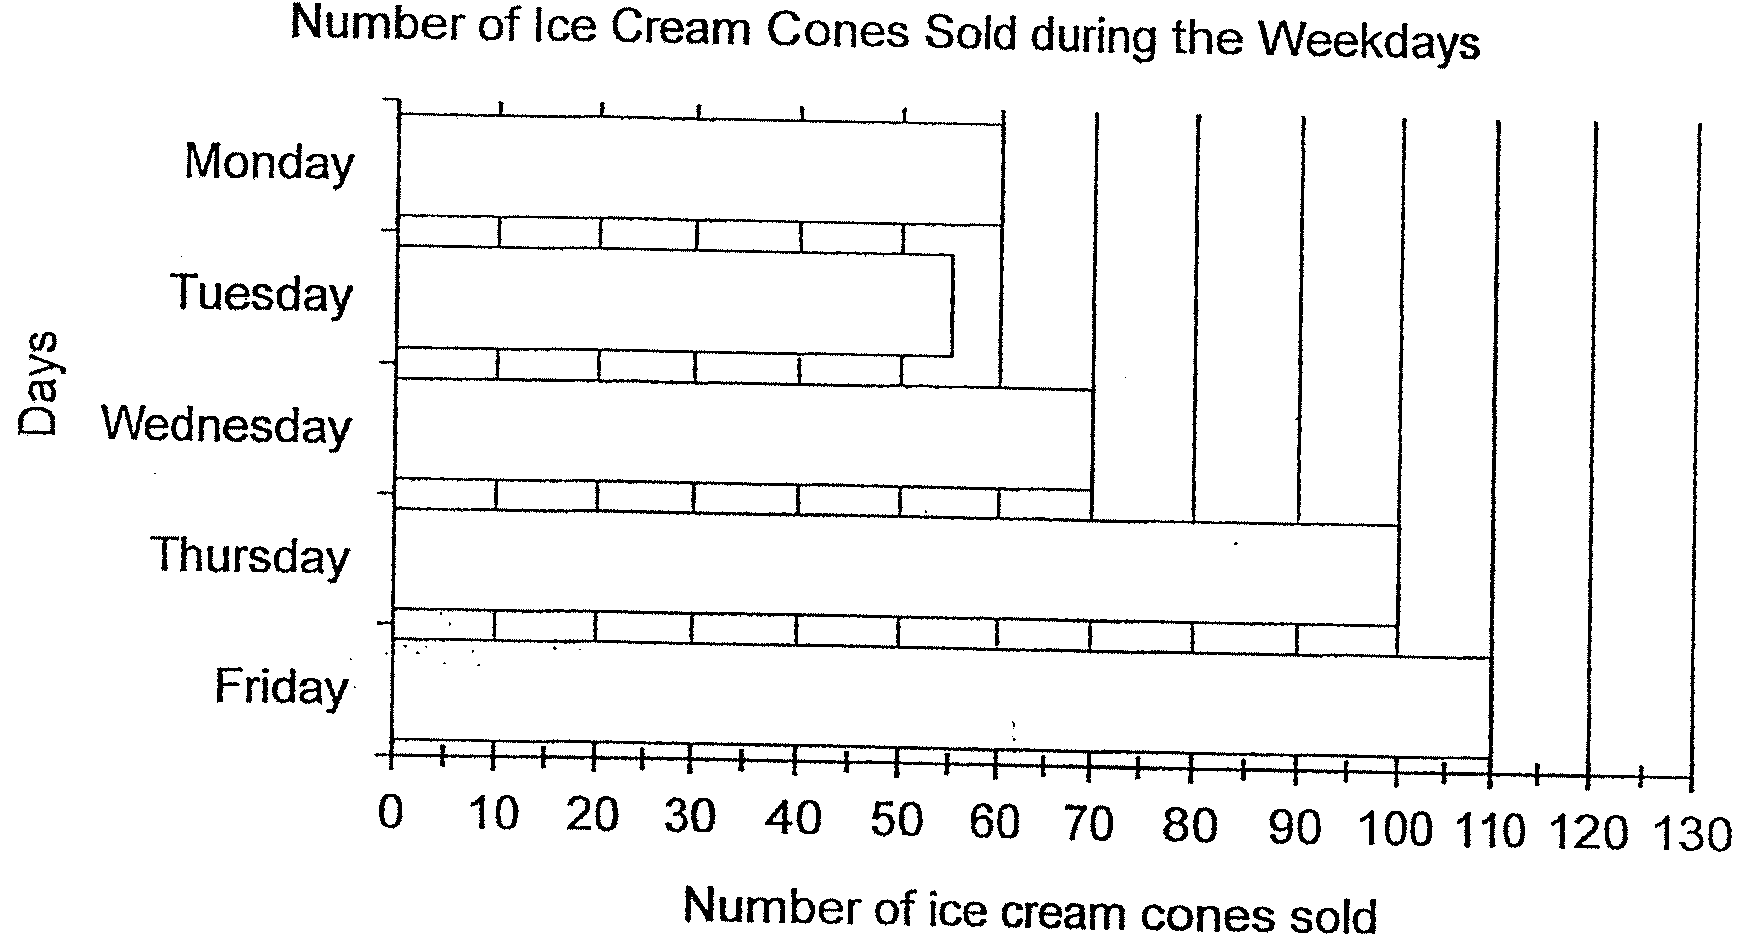 Number of Ice Cream Cones Sold during the Weekdays
Monday
Tuesday
Wednesday
Thursday
Friday
Days
0 10 20 30 40 50 60 70 80 90 100 110 120 130
Number of ice cream cones sold